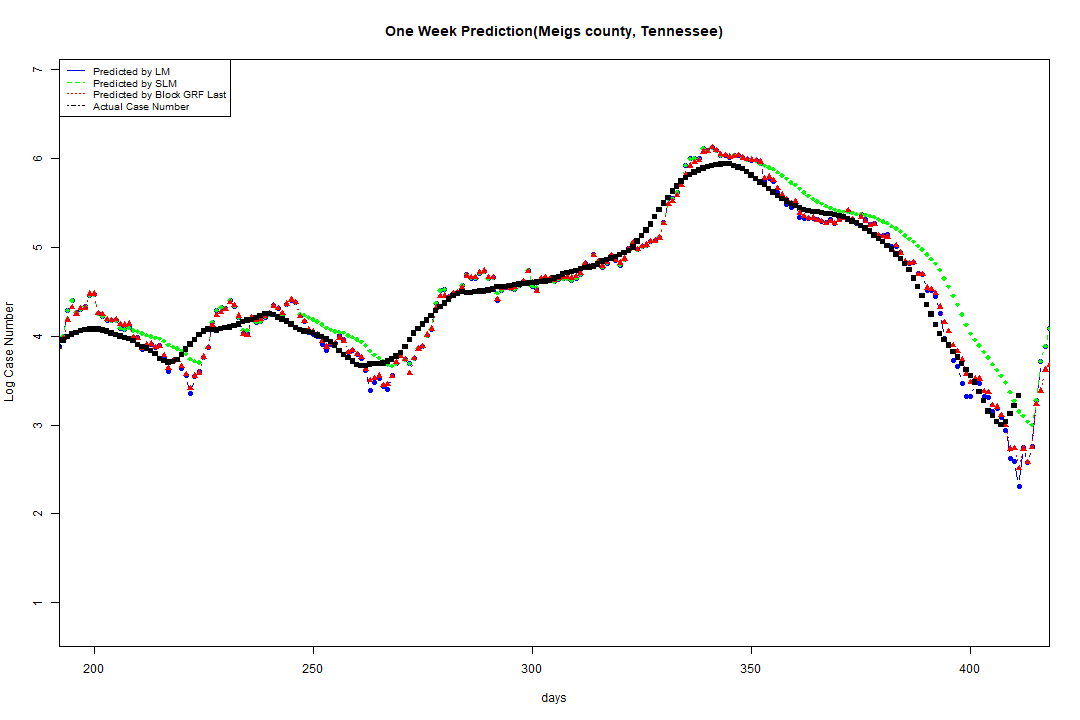 One Week Prediction(Meigs county, Tennessee)
Predicted by LM
Predicted by SLM
Predicted by Block GRF Last
Actual Case Number
7
6
5
4
3
2
1
Log Case Number
200 250 300 350 400
days